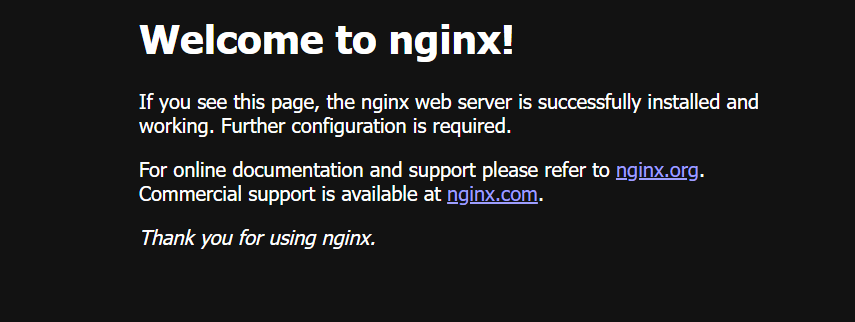 Welcome to nginx!
If you see this page, the nginx web server is successfully installed and
working. Further configuration is required.
For online documentation and support please refer to nginx.org.
Commercial support is available at nginx.com.
Thank you for using nginx.